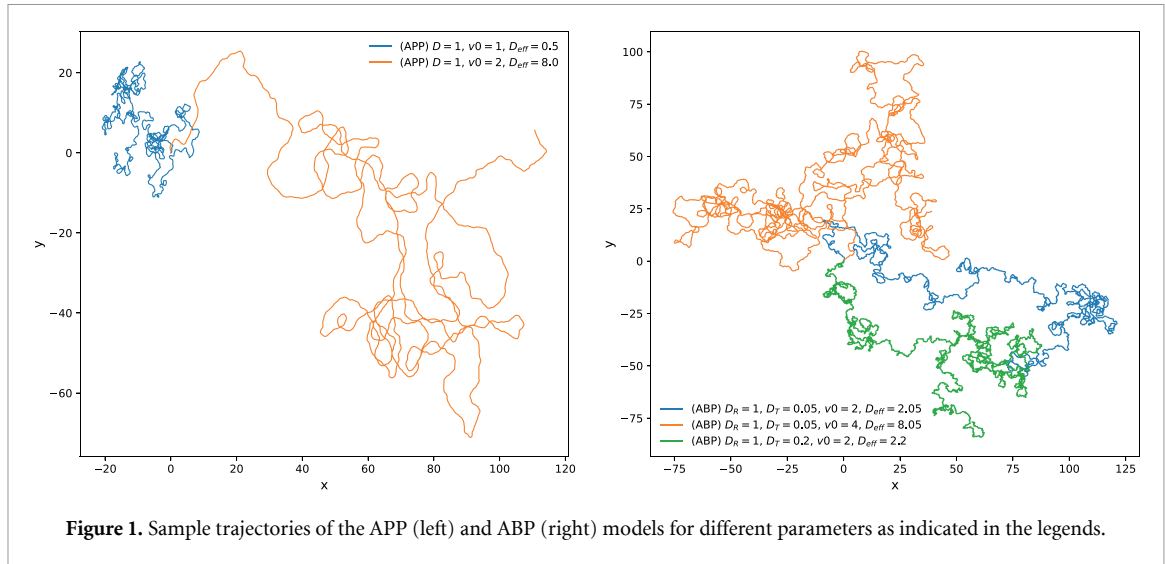 (APP) D = 1, v0 = 1, D_eff = 0.5
(APP) D = 1, v0 = 2, D_eff = 8.0
20
0
−20
−40
−60
y
−20 0 20 40 60 80 100 120
x
100
75
50
25
0
−25
−50
−75
y
(ABP) D_R = 1, D_T = 0.05, v0 = 2, D_eff = 2.05
(ABP) D_R = 1, D_T = 0.05, v0 = 4, D_eff = 8.05
(ABP) D_R = 1, D_T = 0.2, v0 = 2, D_eff = 2.2
−75 −50 −25 0 25 50 75 100 125
x
Figure 1. Sample trajectories of the APP (left) and ABP (right) models for different parameters as indicated in the legends.